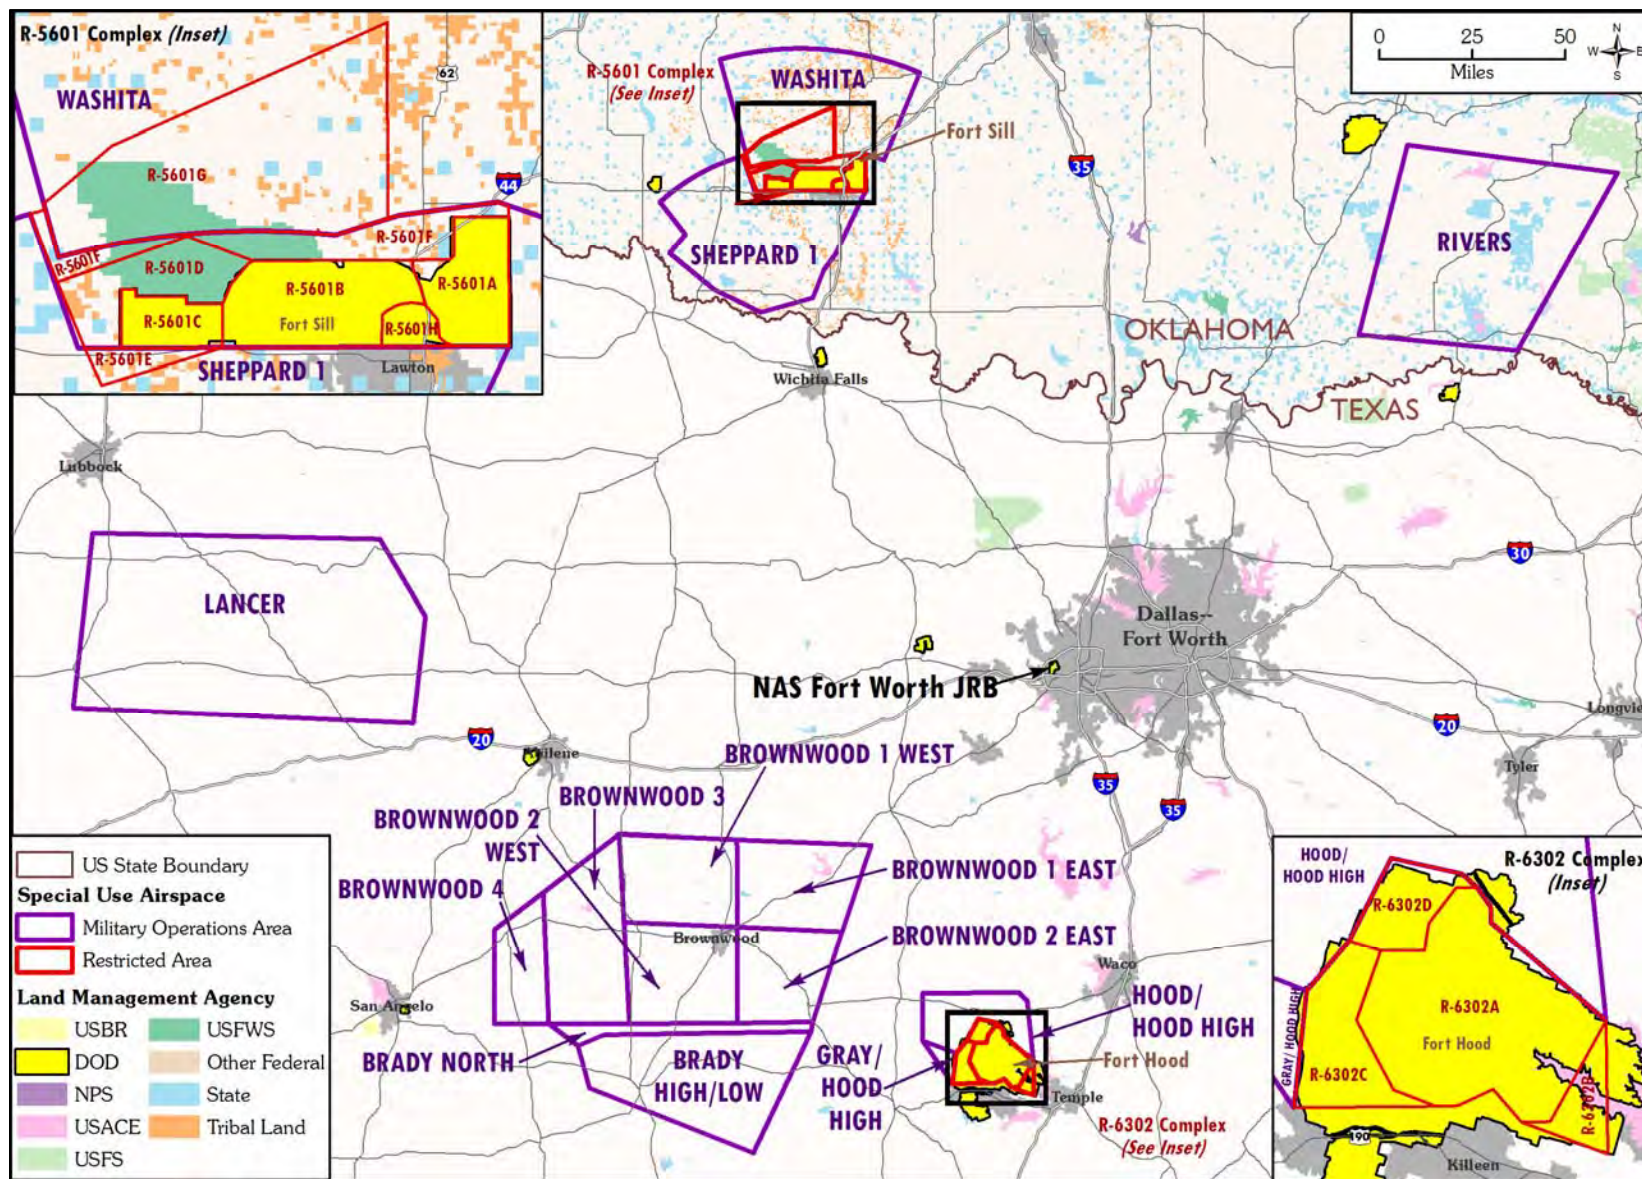 R-5601 Complex (Inset)
62
WASHITA
R-5601G
44
R-5601F
R-5601F
R-5601D
R-5601B
R-5601A
R-5601C
Fort Sill
R-5601H
R-5601E
SHEPPARD 1
Lawton
R-5601 Complex
(See Inset)
WASHITA
Fort Sill
SHEPPARD 1
35
0 25 50
Miles
N
W E
S
RIVERS
OKLAHOMA
TEXAS
Wichita Falls
Lubbock
LANCER
30
Dallas--
Fort Worth
NAS Fort Worth JRB
20
20
Longvie
Tyler
35
35
BROWNWOOD 1 WEST
BROWNWOOD 3
BROWNWOOD 2
WEST
BROWNWOOD 4
BROWNWOOD 1 EAST
Brownwood
BROWNWOOD 2 EAST
Waco
San Angelo
HOOD/
HOOD HIGH
BRADY NORTH
BRADY
HIGH/LOW
GRAY/
HOOD
HIGH
Fort Hood
Temple
R-6302 Complex
(See Inset)
US State Boundary
Special Use Airspace
Military Operations Area
Restricted Area
Land Management Agency
USBR
USFWS
DOD
Other Federal
NPS
State
USACE
Tribal Land
USFS
HOOD/
HOOD HIGH
R-6302 Complex
(Inset)
R-6302D
R-6302A
Fort Hood
GRAY/HOOD HIGH
R-6302C
R-6302B
190
Killeen